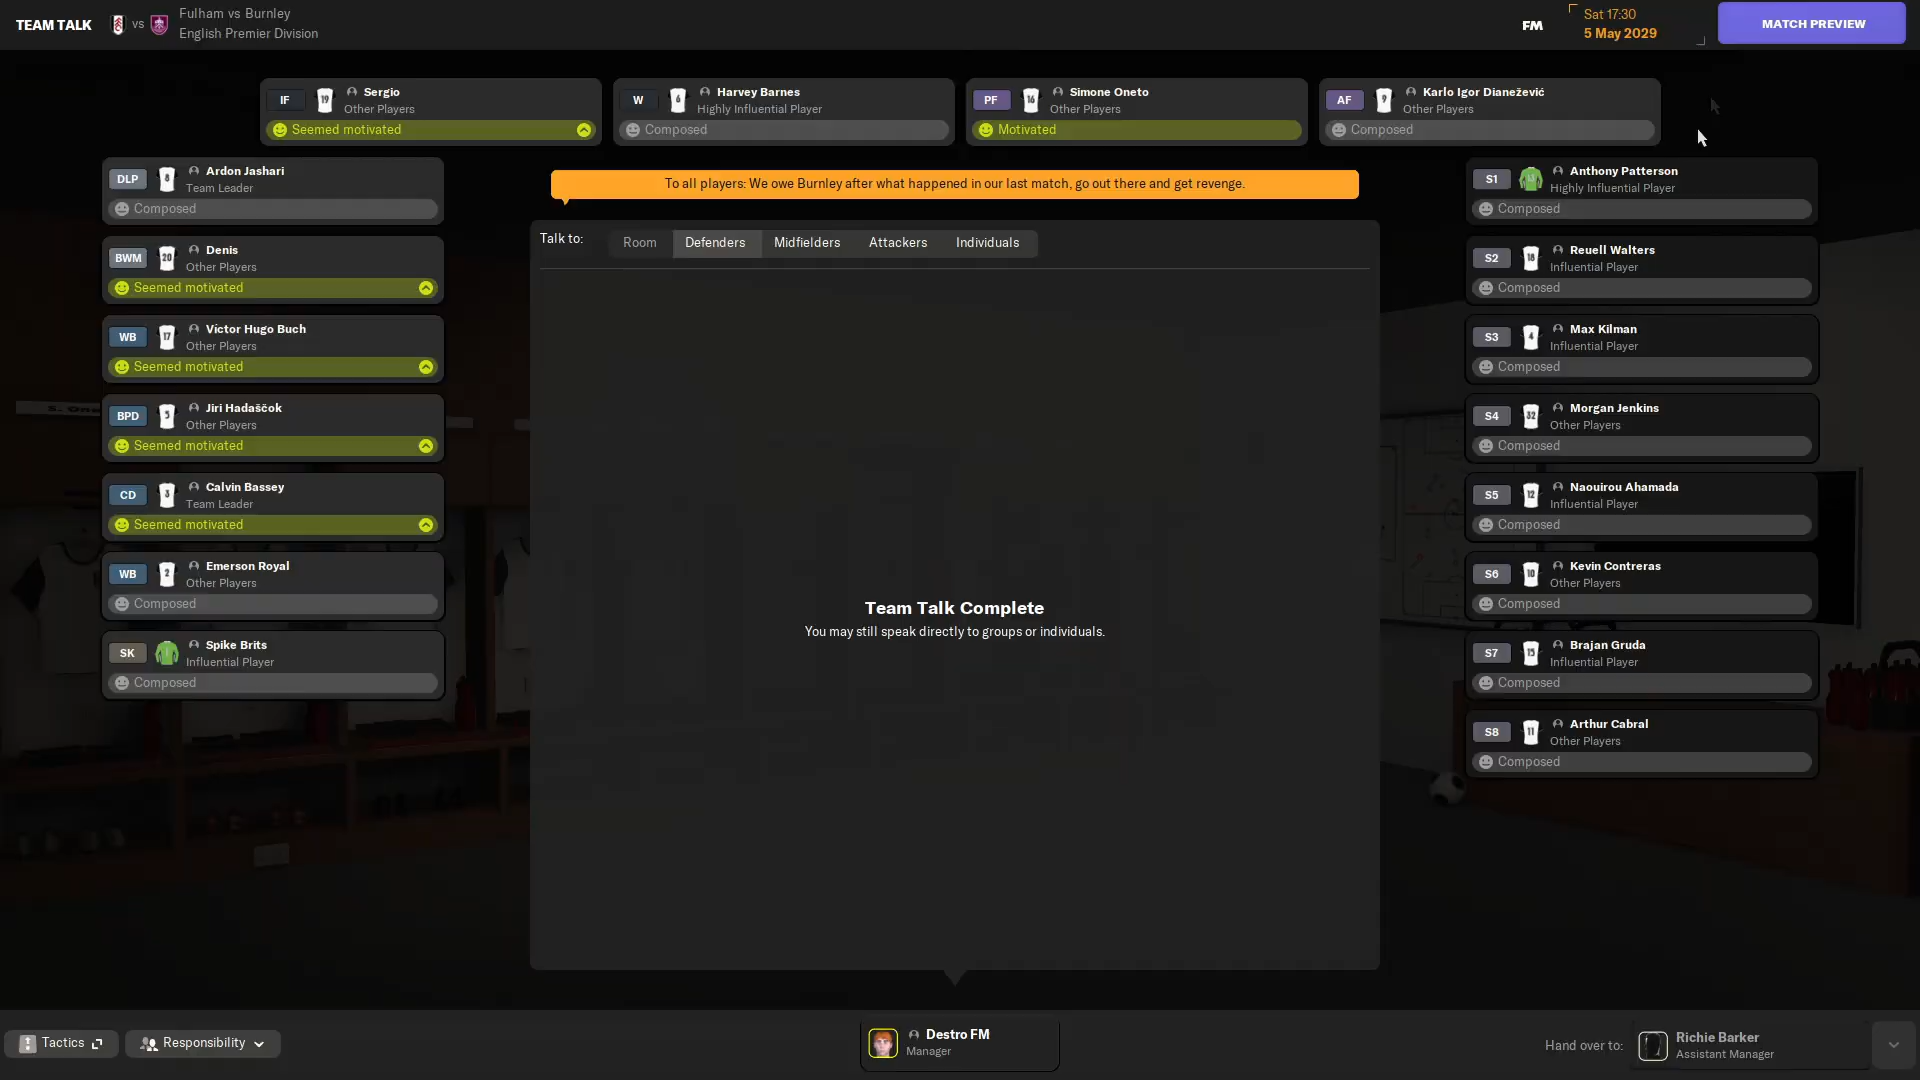 TEAM TALK
vs
Fulham vs Burnley
English Premier Division
FM
Sat 17:30
5 May 2029
MATCH PREVIEW
IF 19 Sergio
Other Players
Seemed motivated
W 6 Harvey Barnes
Highly Influential Player
Composed
PF 16 Simone Oneto
Other Players
Motivated
AF 9 Karlo Igor Dianežević
Other Players
Composed
DLP 8 Ardon Jashari
Team Leader
Composed
BWM 20 Denis
Other Players
Seemed motivated
WB 17 Víctor Hugo Buch
Other Players
Seemed motivated
BPD 5 Jiri Hadaščok
Other Players
Seemed motivated
CD 3 Calvin Bassey
Team Leader
Seemed motivated
WB 2 Emerson Royal
Other Players
Composed
SK Spike Brits
Influential Player
Composed
To all players: We owe Burnley after what happened in our last match, go out there and get revenge.
Talk to: Room Defenders Midfielders Attackers Individuals
Team Talk Complete
You may still speak directly to groups or individuals.
S1 Anthony Patterson
Highly Influential Player
Composed
S2 18 Reuell Walters
Influential Player
Composed
S3 4 Max Kilman
Influential Player
Composed
S4 32 Morgan Jenkins
Other Players
Composed
S5 12 Naouirou Ahamada
Influential Player
Composed
S6 10 Kevin Contreras
Other Players
Composed
S7 15 Brajan Gruda
Influential Player
Composed
S8 11 Arthur Cabral
Other Players
Composed
Tactics
Responsibility
Destro FM
Manager
Hand over to:
Richie Barker
Assistant Manager